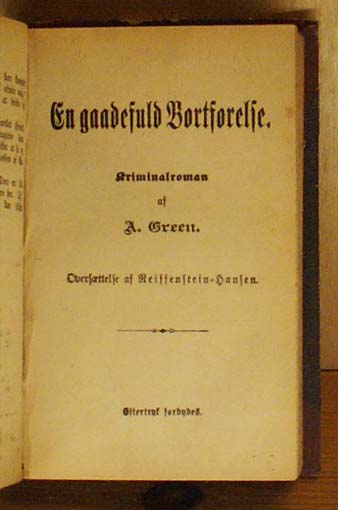 En gaadefuld Bortførelse.
Kriminalroman
af
A. Green.
Oversættelse af Reiffenstein-Hansen.
Eftertryk forbydes.